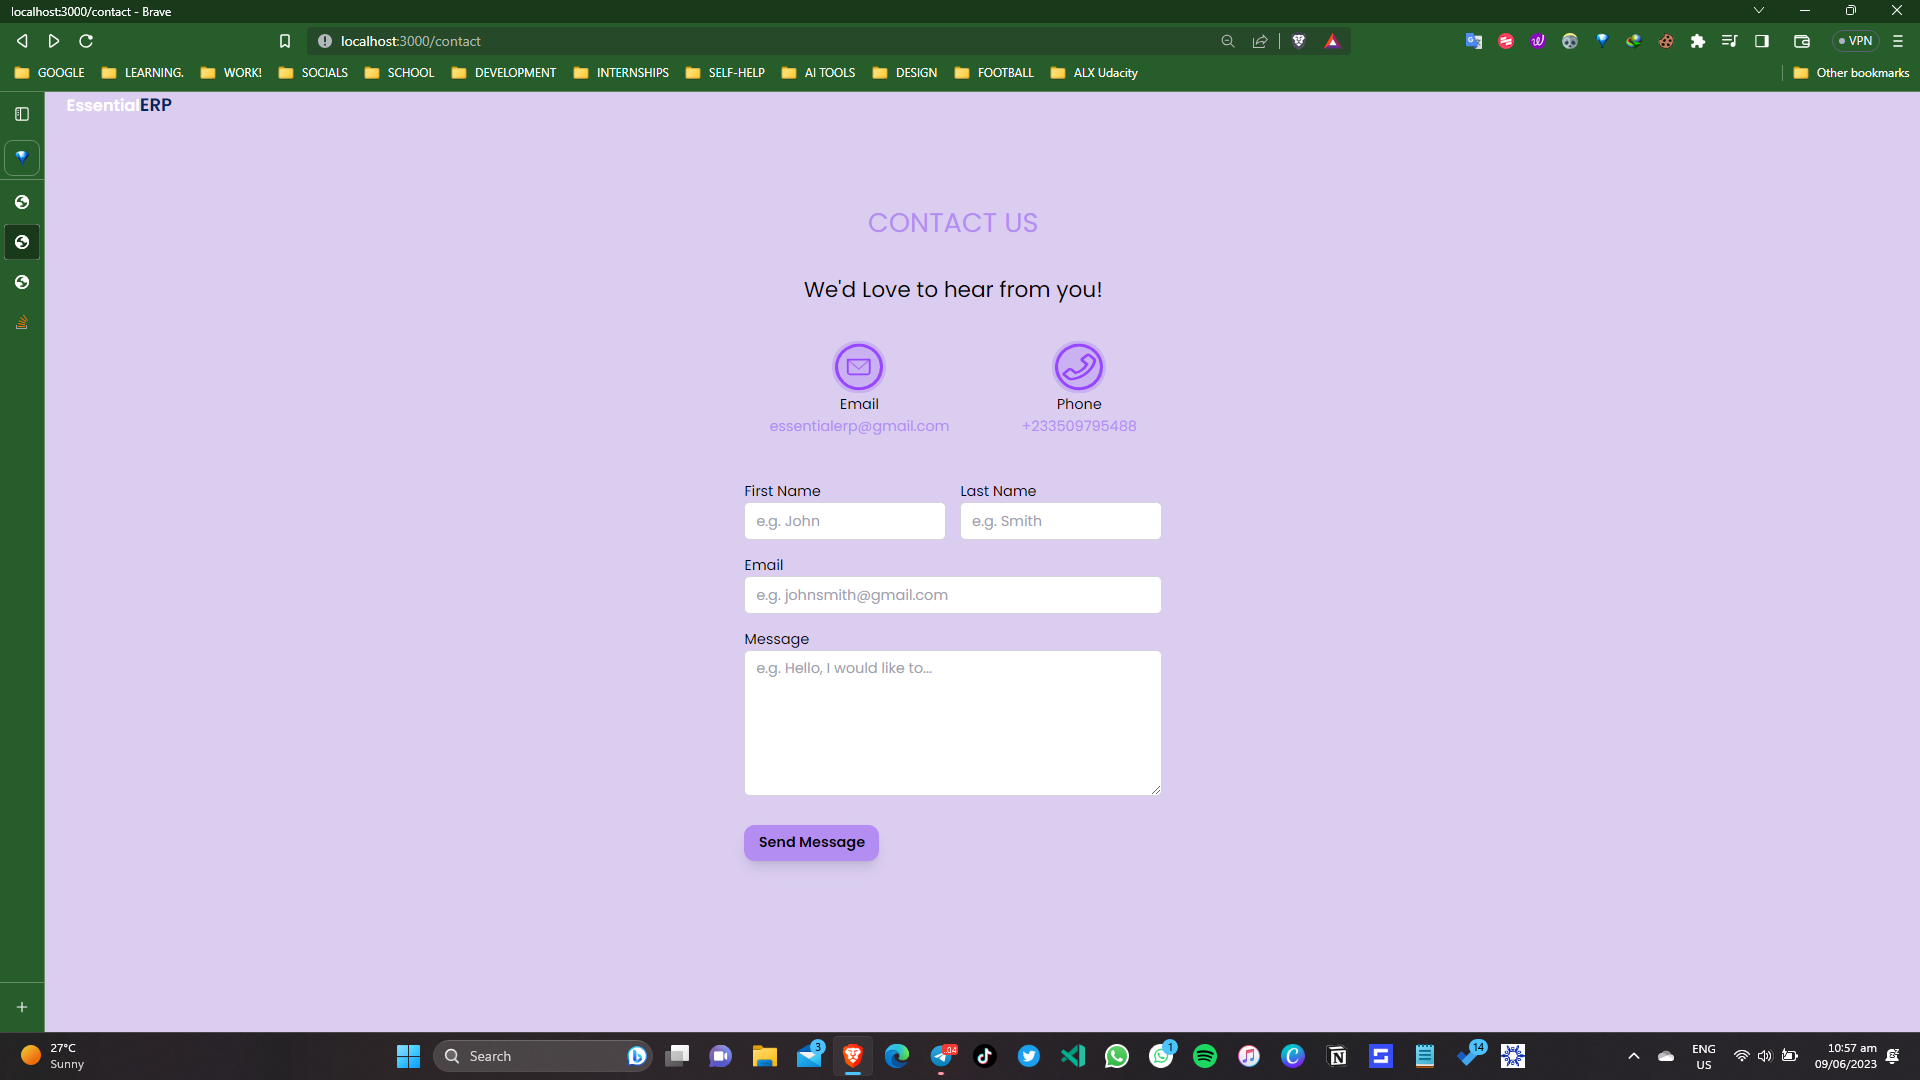 localhost:3000/contact - Brave
localhost:3000/contact
VPN
GOOGLE LEARNING. WORK! SOCIALS SCHOOL DEVELOPMENT INTERNSHIPS SELF-HELP AI TOOLS DESIGN FOOTBALL ALX Udacity Other bookmarks
EssentialERP
CONTACT US
We'd Love to hear from you!
Email Phone
essentialerp@gmail.com +233509795488
First Name Last Name
e.g. John e.g. Smith
Email
e.g. johnsmith@gmail.com
Message
e.g. Hello, I would like to...
Send Message
27°C
Sunny
Search
3
.04
1
14
ENG
US
10:57 am
09/06/2023